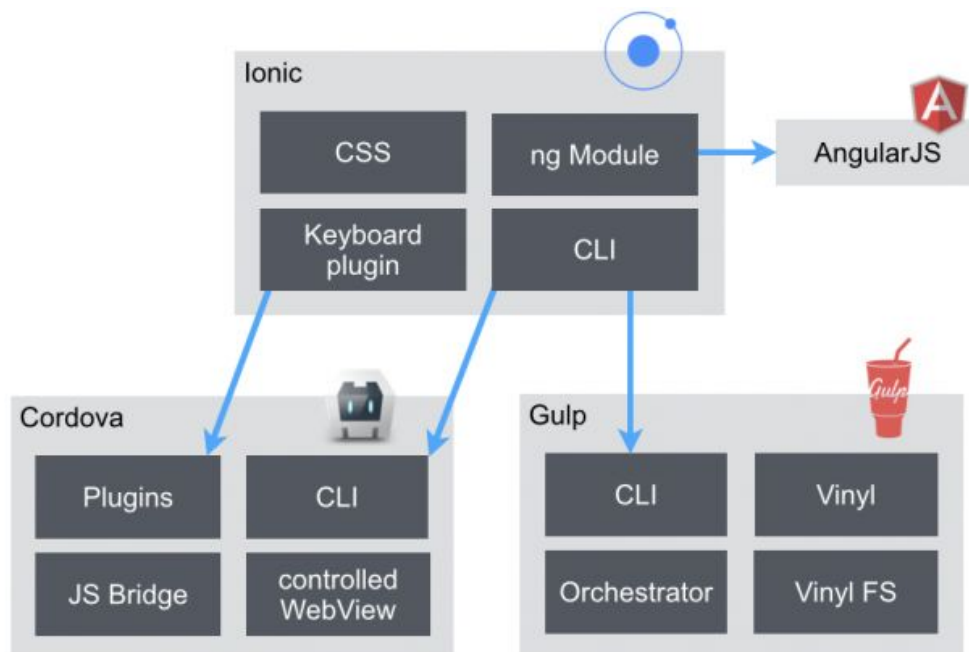 Ionic
CSS
ng Module
AngularJS
Keyboard
plugin
CLI
Cordova
Plugins
CLI
JS Bridge
controlled
WebView
Gulp
Gulp
CLI
Vinyl
Orchestrator
Vinyl FS